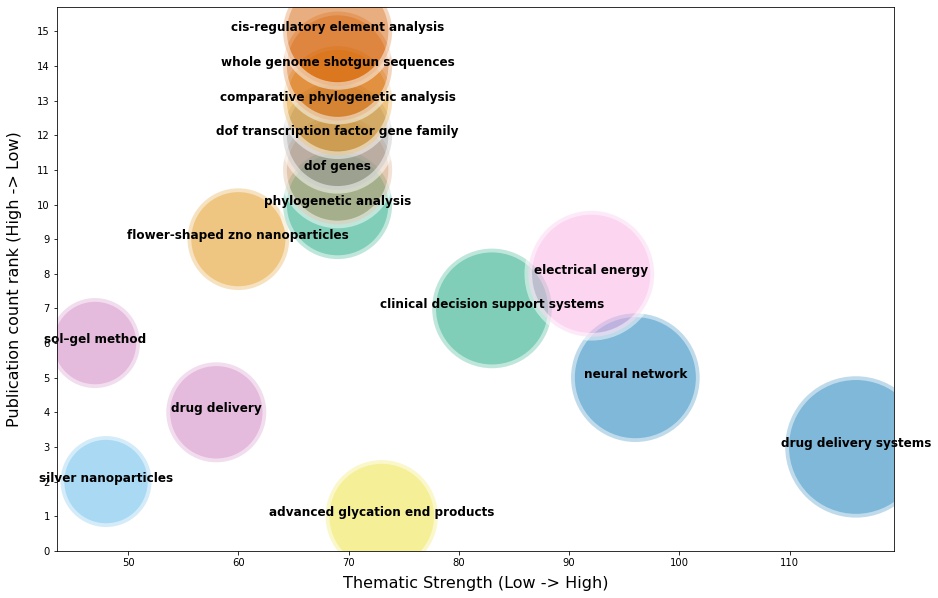 15
cis-regulatory element analysis
14
whole genome shotgun sequences
13
comparative phylogenetic analysis
12
dof transcription factor gene family
11
dof genes
10
phylogenetic analysis
9
flower-shaped zno nanoparticles
8
electrical energy
7
clinical decision support systems
6
sol–gel method
5
neural network
4
drug delivery
3
drug delivery systems
2
silver nanoparticles
1
advanced glycation end products
0
50 60 70 80 90 100 110
Thematic Strength (Low -> High)
Publication count rank (High -> Low)